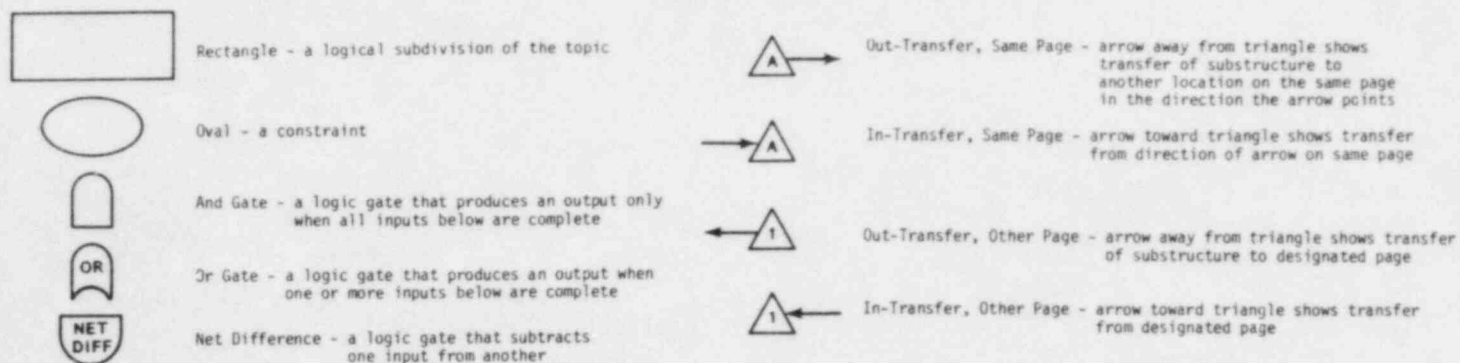 Rectangle - a logical subdivision of the topic
Oval - a constraint
And Gate - a logic gate that produces an output only
when all inputs below are complete
OR
Or Gate - a logic gate that produces an output when
one or more inputs below are complete
NET
DIFF
Net Difference - a logic gate that subtracts
one input from another
A
Out-Transfer, Same Page - arrow away from triangle shows
transfer of substructure to
another location on the same page
in the direction the arrow points
A
In-Transfer, Same Page - arrow toward triangle shows transfer
from direction of arrow on same page
1
Out-Transfer, Other Page - arrow away from triangle shows transfer
of substructure to designated page
1
In-Transfer, Other Page - arrow toward triangle shows transfer
from designated page